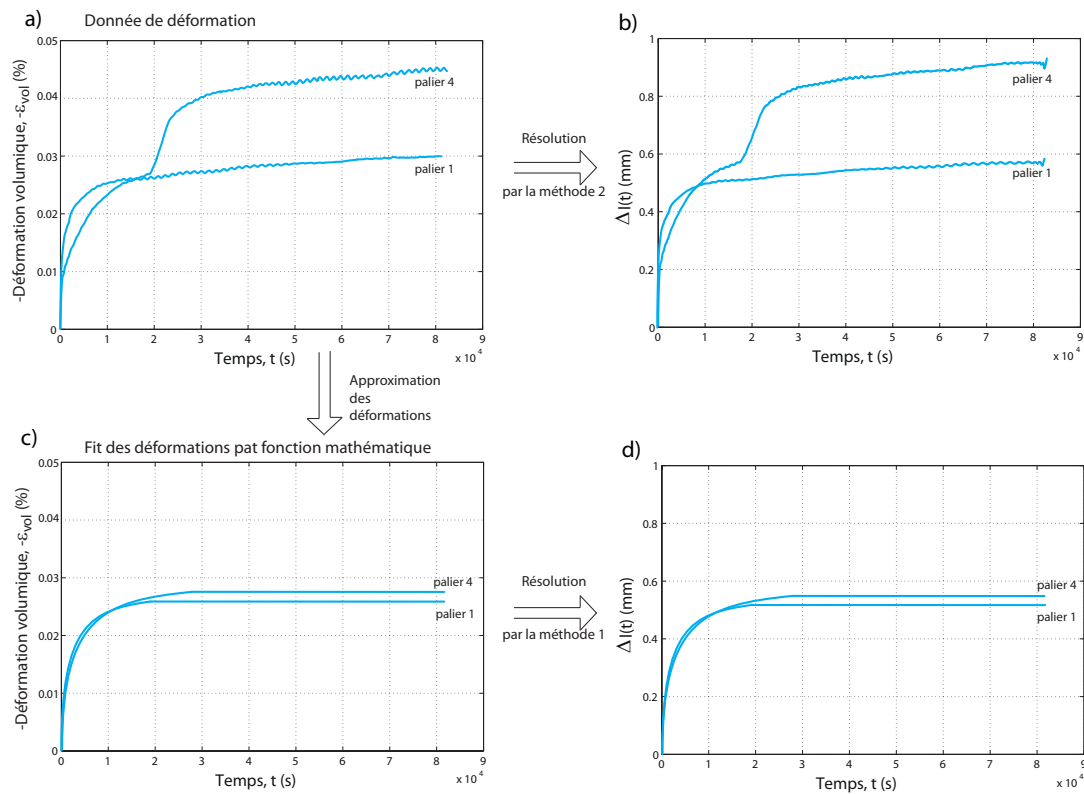 a)
Donnée de déformation
-Déformation volumique, -εvol (%)
0.05
0.04
0.03
0.02
0.01
0
palier 4
palier 1
0 1 2 3 4 5 6 7 8 9
x 10 4
Temps, t (s)
Résolution
par la méthode 2
b)
Δl(t) (mm)
1
0.8
0.6
0.4
0.2
0
palier 4
palier 1
0 1 2 3 4 5 6 7 8 9
x 10 4
Temps, t (s)
Approximation
des
déformations
c)
Fit des déformations pat fonction mathématique
-Déformation volumique, -εvol (%)
0.05
0.04
0.03
0.02
0.01
0
palier 4
palier 1
0 1 2 3 4 5 6 7 8 9
x 10 4
Temps, t (s)
Résolution
par la méthode 1
d)
Δl(t) (mm)
1
0.8
0.6
0.4
0.2
0
palier 4
palier 1
0 1 2 3 4 5 6 7 8 9
x 10 4
Temps, t (s)